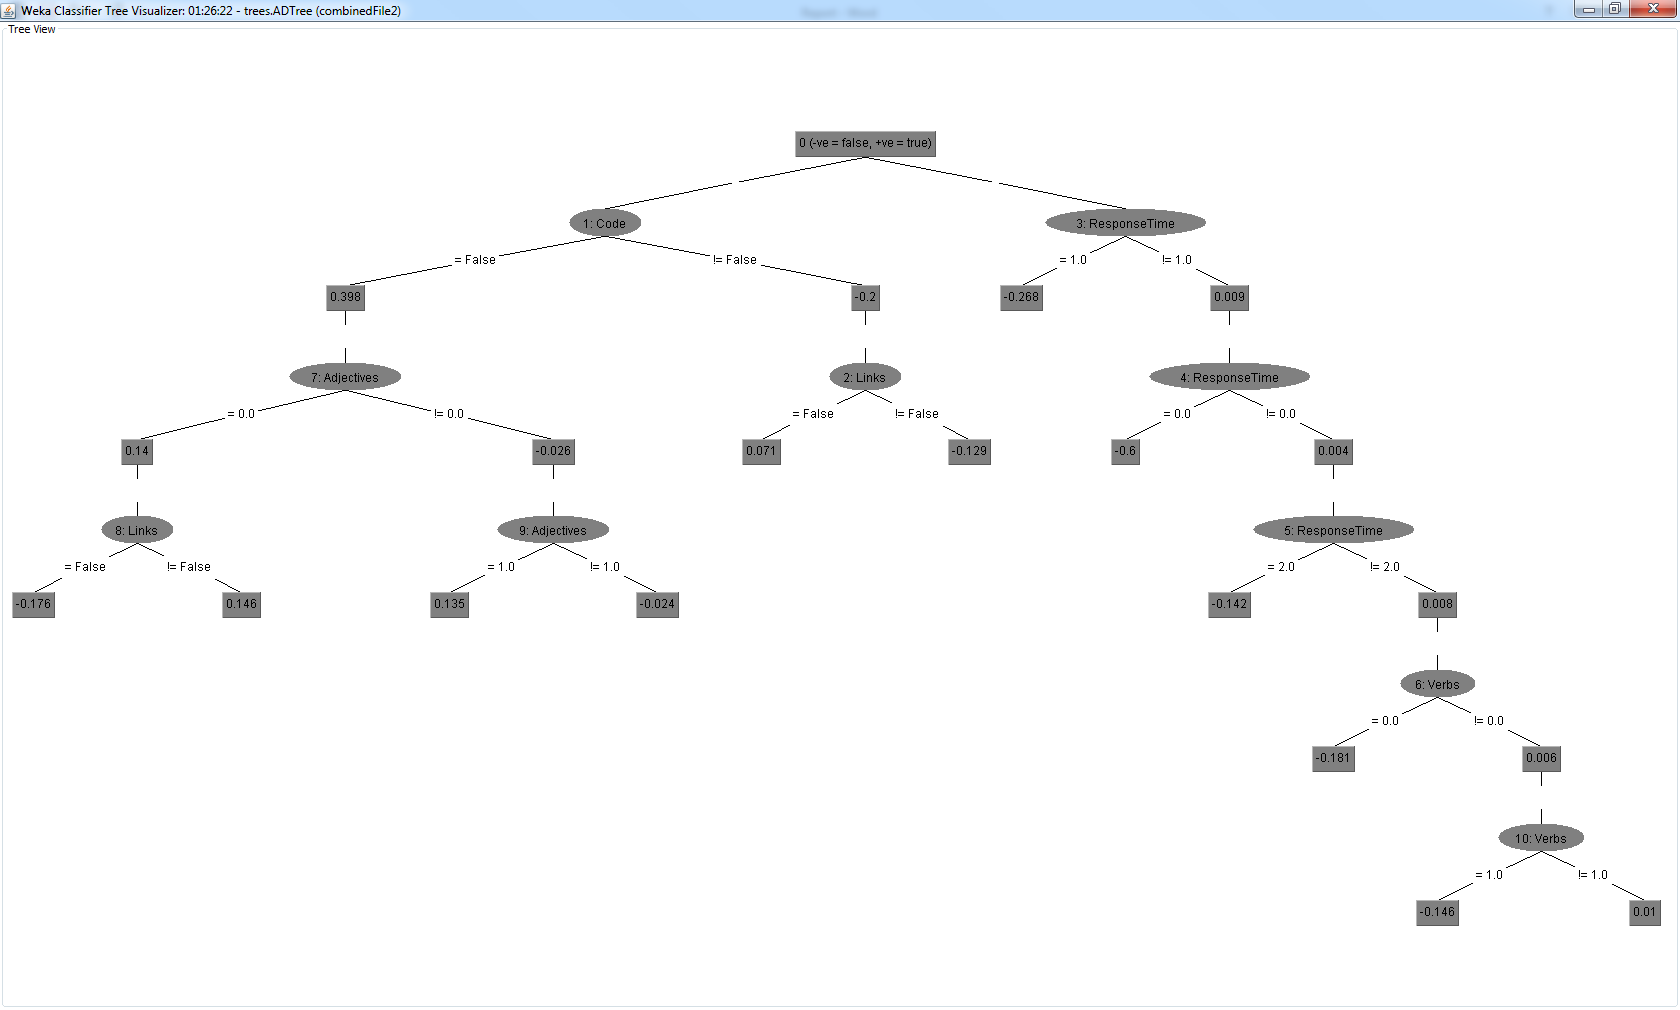 Weka Classifier Tree Visualizer: 01:26:22 - trees.ADTree (combinedFile2)
Tree View
0 (-ve = false, +ve = true)
1: Code
3: ResponseTime
= False
!= False
= 1.0
!= 1.0
0.398
-0.2
-0.268
0.009
7: Adjectives
2: Links
4: ResponseTime
= 0.0
!= 0.0
= False
!= False
= 0.0
!= 0.0
0.14
-0.026
0.071
-0.129
-0.6
0.004
8: Links
9: Adjectives
5: ResponseTime
= False
!= False
= 1.0
!= 1.0
= 2.0
!= 2.0
-0.176
0.146
0.135
-0.024
-0.142
0.008
6: Verbs
= 0.0
!= 0.0
-0.181
0.006
10: Verbs
= 1.0
!= 1.0
-0.146
0.01